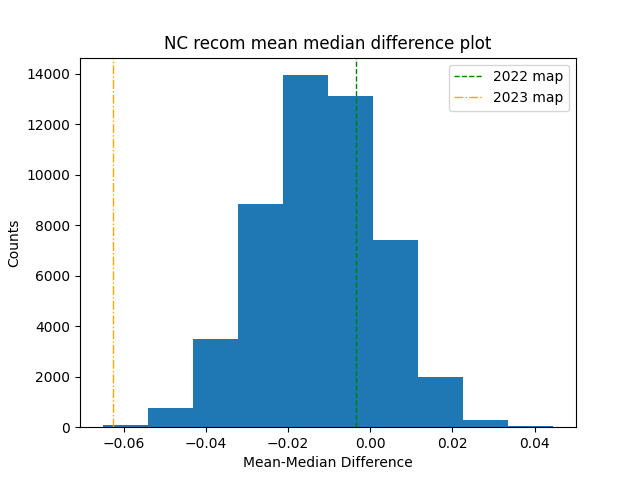 NC recom mean median difference plot
2022 map
2023 map
Counts
14000
12000
10000
8000
6000
4000
2000
0
−0.06 −0.04 −0.02 0.00 0.02 0.04
Mean-Median Difference